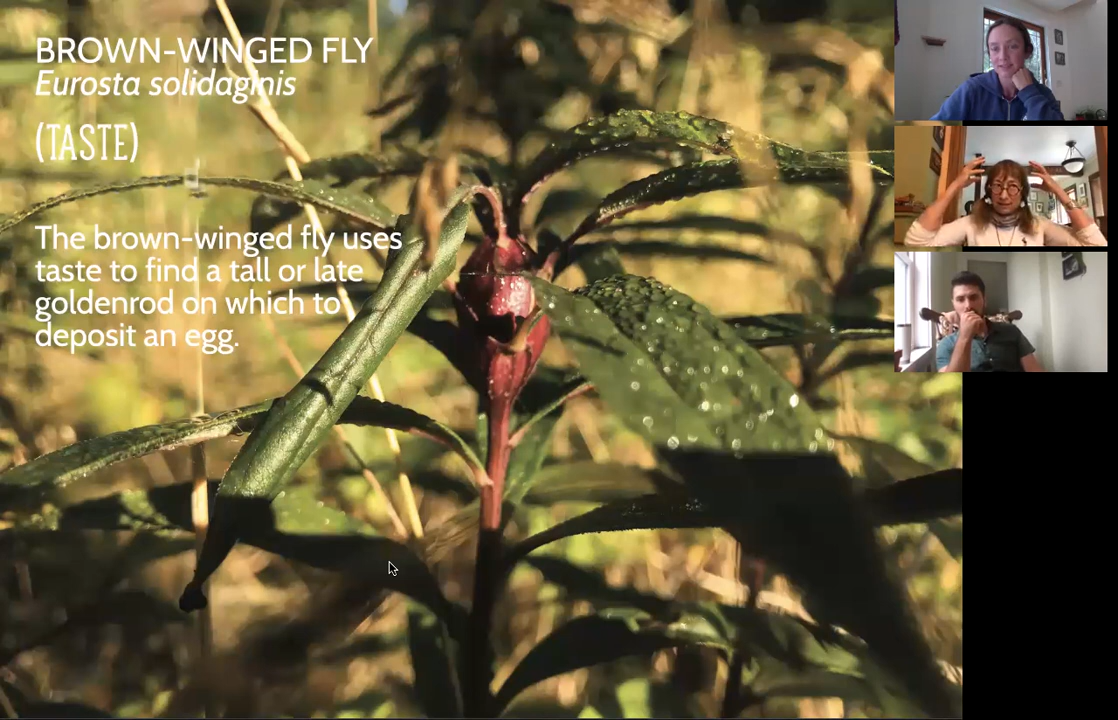 BROWN-WINGED FLY
Eurosta solidaginis
(TASTE)
The brown-winged fly uses
taste to find a tall or late
goldenrod on which to
deposit an egg.